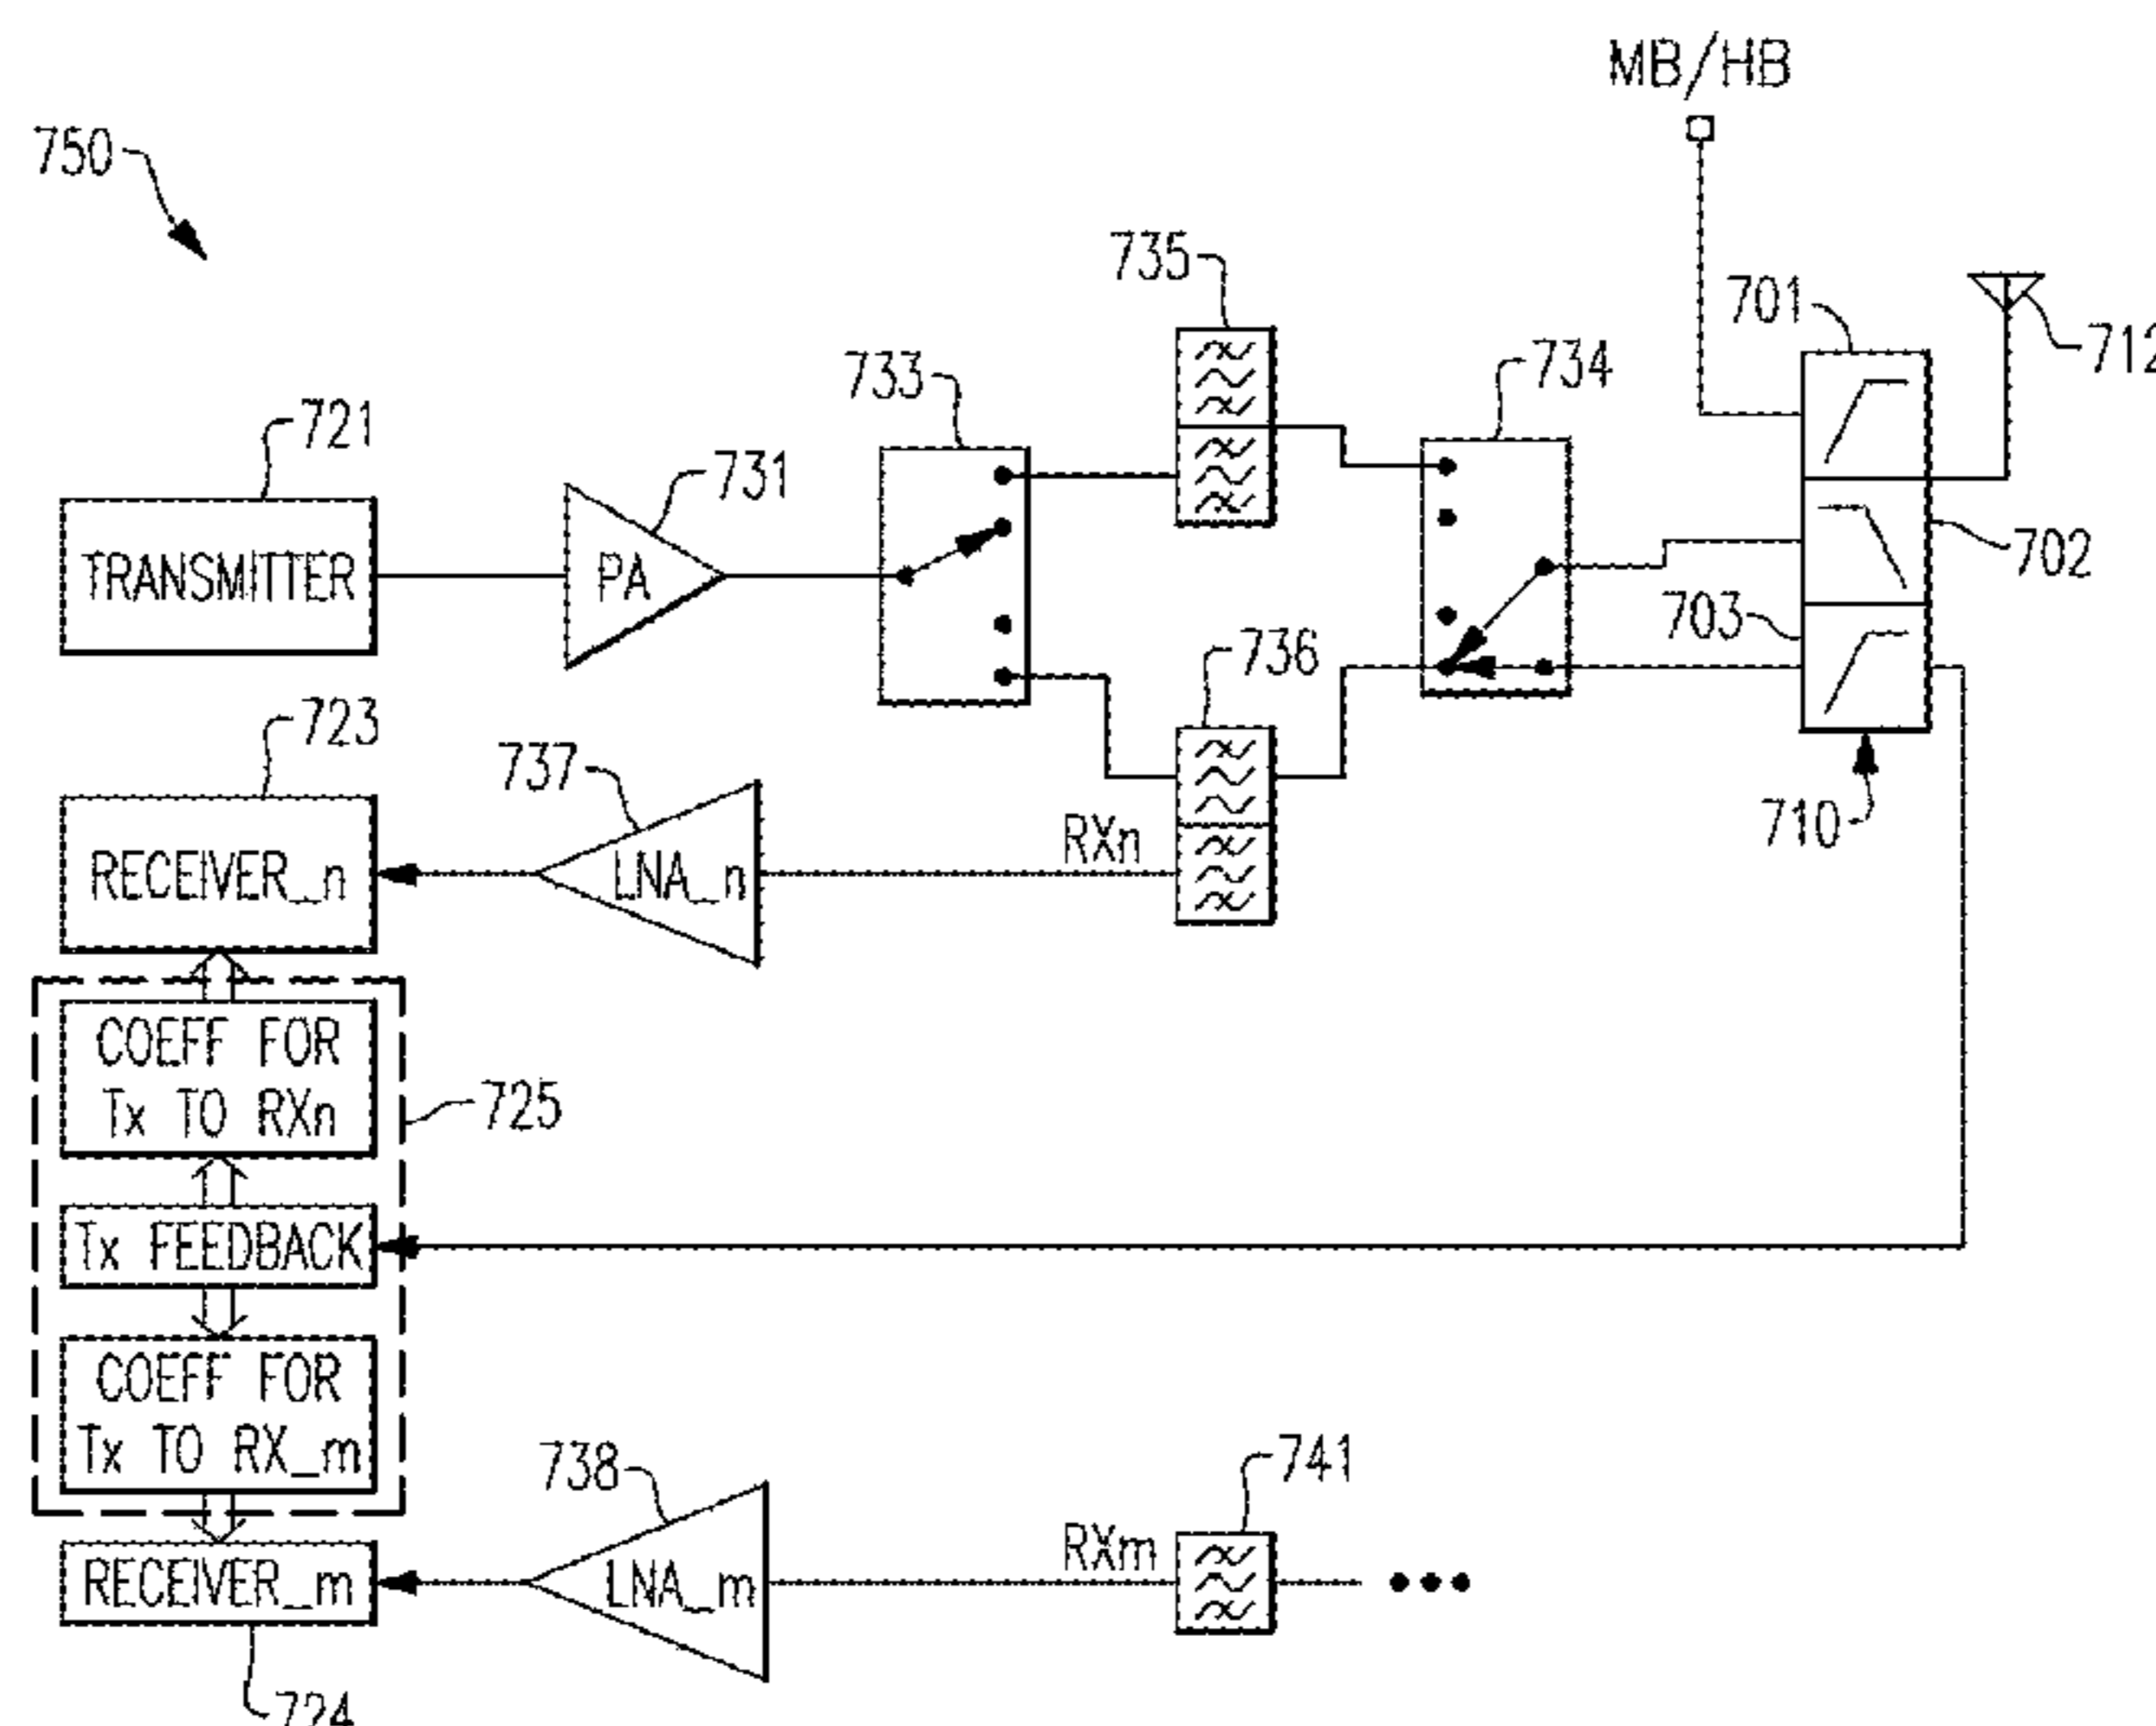 MB/HB
750
735
701
712
733
734
721
731
TRANSMITTER
PA
702
703
736
723
737
710
RECEIVER_n
LNA_n
RXn
COEFF FOR
Tx TO RXn
725
Tx FEEDBACK
COEFF FOR
Tx TO RX_m
738
741
RECEIVER_m
LNA_m
RXm
724